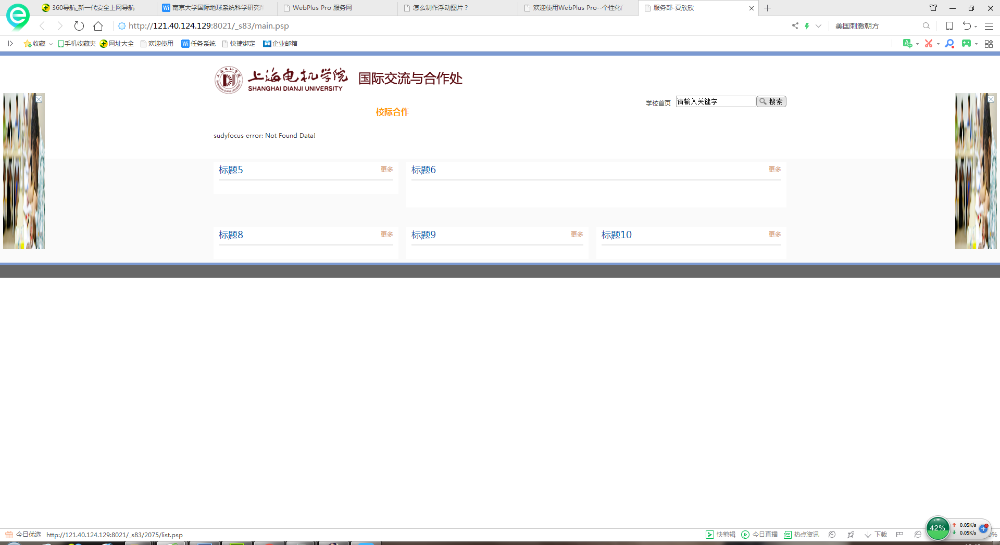 360导航_新一代安全上网导航
南京大学国际地球系统科学研究所
WebPlus Pro 服务网
怎么制作浮动图片？
欢迎使用WebPlus Pro--个性化门
服务部-夏欣欣
http://121.40.124.129:8021/_s83/main.psp
美国刺激朝方
收藏
手机收藏夹
网址大全
欢迎使用
任务系统
快捷绑定
企业邮箱
上海电机学院
SHANGHAI DIANJI UNIVERSITY
国际交流与合作处
学校首页
请输入关键字
搜索
校际合作
sudyfocus error: Not Found Data!
标题5 更多
标题6 更多
标题8 更多
标题9 更多
标题10 更多
今日优选
http://121.40.124.129:8021/_s83/2075/list.psp
快剪辑
今日直播
热点资讯
下载
42%
0.05K/s
0.05K/s